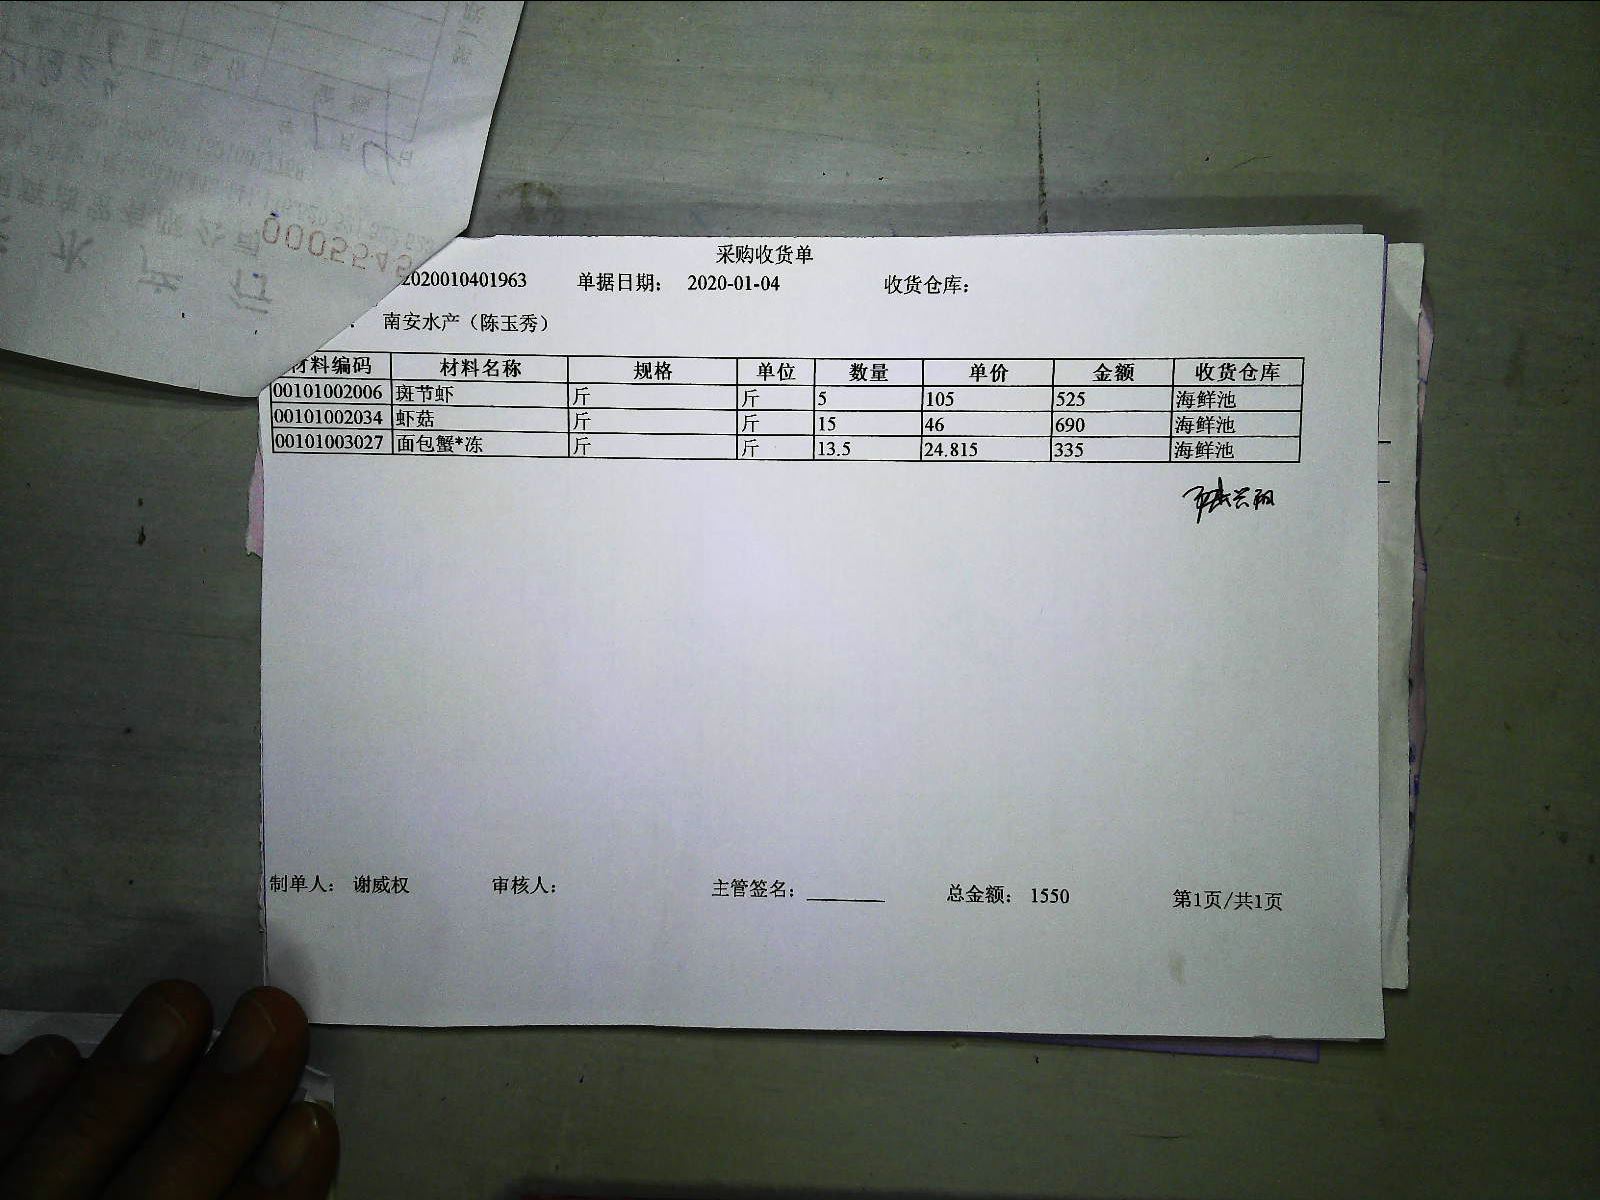 采购收货单
2020010401963 单据日期： 2020-01-04 收货仓库：
南安水产（陈玉秀）
材料编码 材料名称 规格 单位 数量 单价 金额 收货仓库
00101002006 斑节虾 斤 斤 5 105 525 海鲜池
00101002034 虾菇 斤 斤 15 46 690 海鲜池
00101003027 面包蟹*冻 斤 斤 13.5 24.815 335 海鲜池
制单人： 谢威权 审核人： 主管签名： 总金额： 1550 第1页/共1页
0005545
水产行